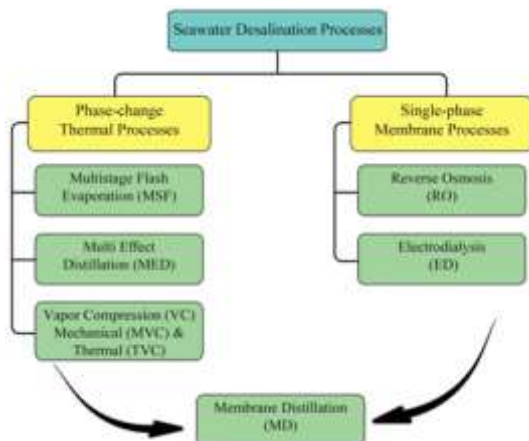 Seawater Desalination Processes
Phase-change
Thermal Processes
Single-phase
Membrane Processes
Multistage Flash
Evaporation (MSF)
Reverse Osmosis
(RO)
Multi Effect
Distillation (MED)
Electrodialysis
(ED)
Vapor Compression (VC)
Mechanical (MVC) &
Thermal (TVC)
Membrane Distillation
(MD)